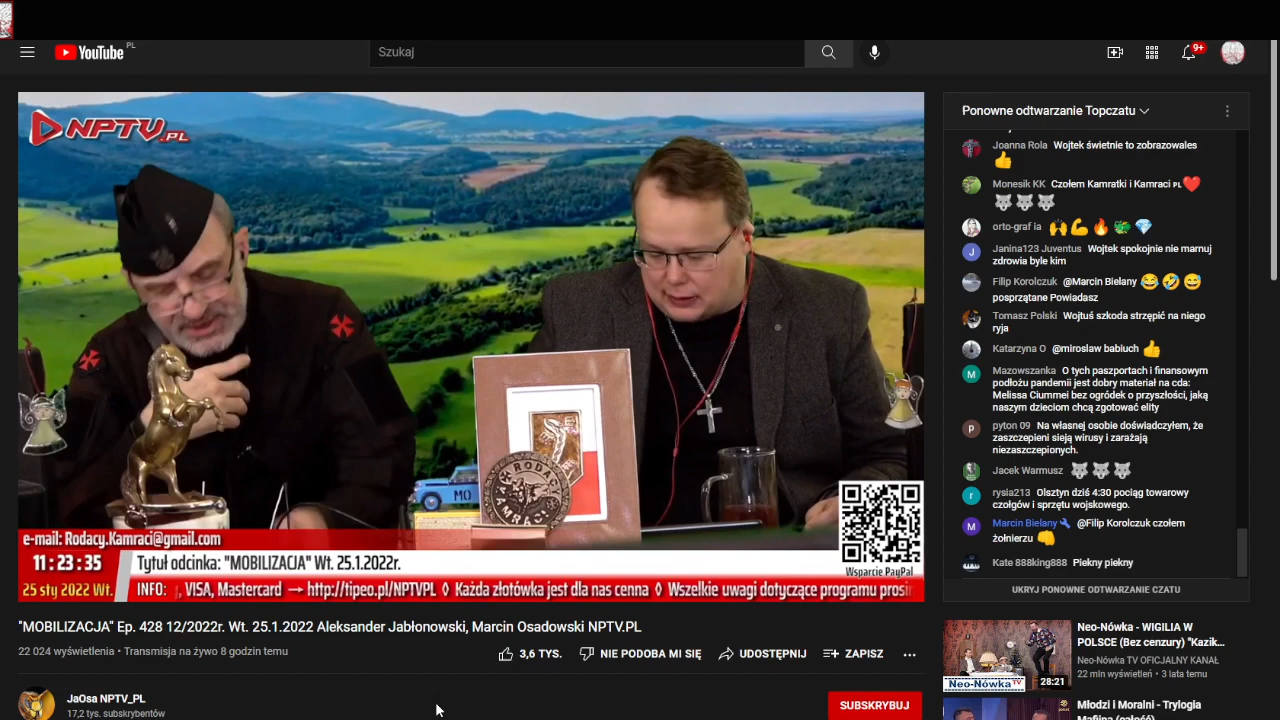 YouTube PL
Szukaj
9+
NPTV.PL
MO
RODACY
KAMRACI
e-mail: Rodacy.Kamraci@gmail.com
11:23:35
Tytuł odcinka: "MOBILIZACJA" Wt. 25.1.2022r.
Wsparcie PayPal
25 sty 2022 Wt.
INFO: , VISA, Mastercard → http://tipeo.pl/NPTVPL ◊ Każda złotówka jest dla nas cenna ◊ Wszelkie uwagi dotyczące programu prosi
"MOBILIZACJA" Ep. 428 12/2022r. Wt. 25.1.2022 Aleksander Jabłonowski, Marcin Osadowski NPTV.PL
22 024 wyświetlenia • Transmisja na żywo 8 godzin temu
3,6 TYS.
NIE PODOBA MI SIĘ
UDOSTĘPNIJ
ZAPISZ
JaOsa NPTV_PL
17,2 tys. subskrybentów
SUBSKRYBUJ
Ponowne odtwarzanie Topczatu
Joanna Rola Wojtek świetnie to zobrazowales
👍
Monesik KK Czołem Kamratki i Kamraci PL❤️
🐺🐺🐺
orto-graf ia 🙌💪🔥🐲💎
Janina123 Juventus Wojtek spokojnie nie marnuj
zdrowia byle kim
Filip Korolczuk @Marcin Bielany 😂🤣😅
posprzątane Powiadasz
Tomasz Polski Wojtuś szkoda strzępić na niego
ryja
Katarzyna O @miroslaw babiuch 👍
Mazowszanka O tych paszportach i finansowym
podłożu pandemii jest dobry materiał na cda:
Melissa Ciummei bez ogródek o przyszłości, jaką
naszym dzieciom chcą zgotować elity
pyton 09 Na własnej osobie doświadczyłem, że
zaszczepieni sieją wirusy i zarażają
niezaszczepionych.
Jacek Warmusz 🐺🐺🐺
rysia213 Olsztyn dziś 4:30 pociąg towarowy
czołgów i sprzętu wojskowego.
Marcin Bielany @Filip Korolczuk czołem
żołnierzu 👊
Kate 888king888 Piekny piekny
UKRYJ PONOWNE ODTWARZANIE CZATU
Neo-Nówka - WIGILIA W
POLSCE (Bez cenzury) "Kazik...
Neo-Nówka TV OFICJALNY KANAŁ
22 mln wyświetleń • 3 lata temu
Neo-Nówka TV
28:21
Młodzi i Moralni - Trylogia
Mafijna (całość)